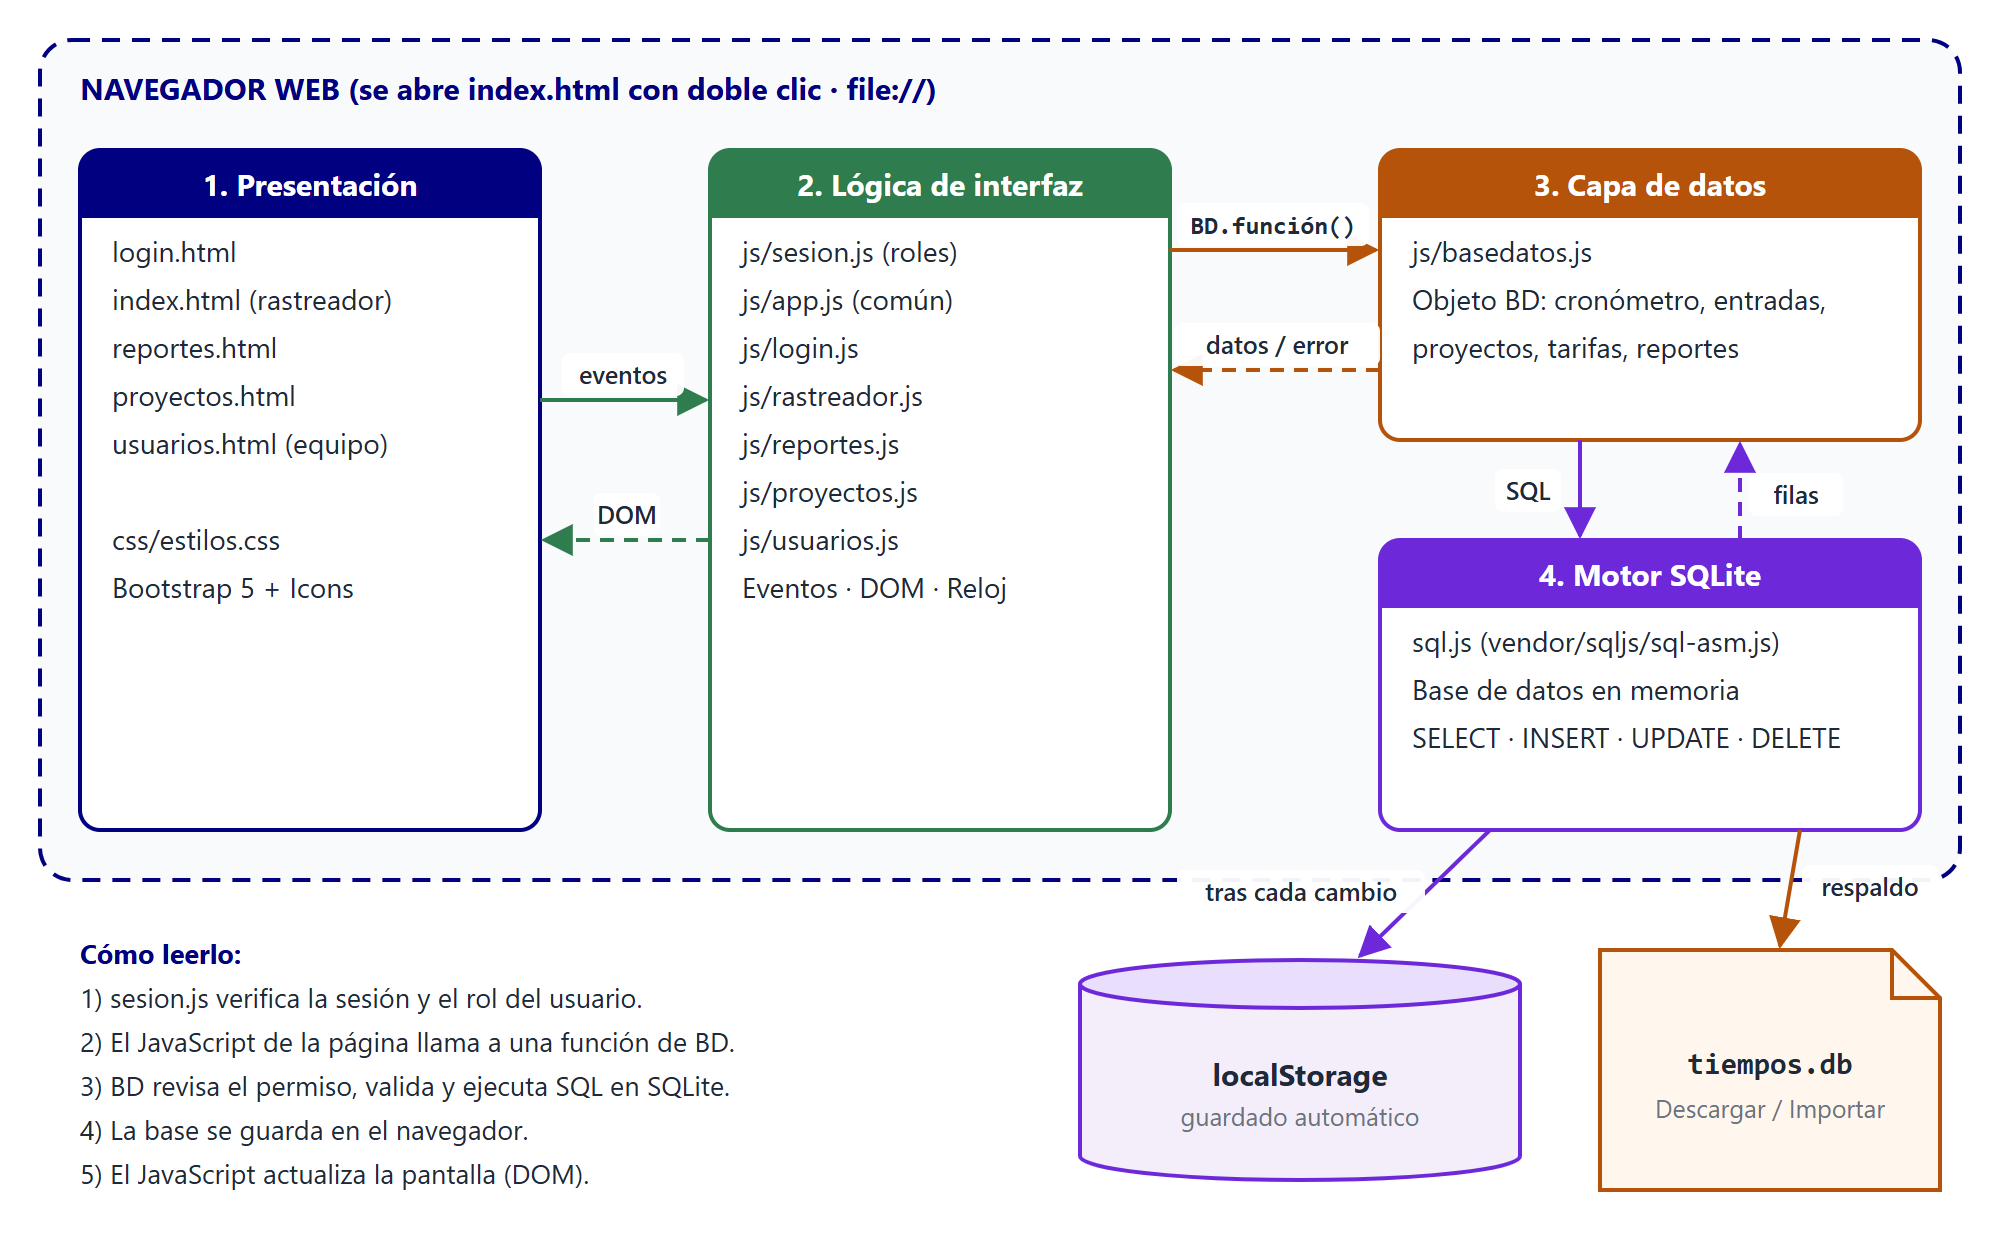 NAVEGADOR WEB (se abre index.html con doble clic · file://)
1. Presentación
login.html
index.html (rastreador)
reportes.html
proyectos.html
usuarios.html (equipo)
css/estilos.css
Bootstrap 5 + Icons
eventos
DOM
2. Lógica de interfaz
js/sesion.js (roles)
js/app.js (común)
js/login.js
js/rastreador.js
js/reportes.js
js/proyectos.js
js/usuarios.js
Eventos · DOM · Reloj
BD.función()
datos / error
3. Capa de datos
js/basedatos.js
Objeto BD: cronómetro, entradas,
proyectos, tarifas, reportes
SQL
filas
4. Motor SQLite
sql.js (vendor/sqljs/sql-asm.js)
Base de datos en memoria
SELECT · INSERT · UPDATE · DELETE
tras cada cambio
respaldo
Cómo leerlo:
1) sesion.js verifica la sesión y el rol del usuario.
2) El JavaScript de la página llama a una función de BD.
3) BD revisa el permiso, valida y ejecuta SQL en SQLite.
4) La base se guarda en el navegador.
5) El JavaScript actualiza la pantalla (DOM).
localStorage
guardado automático
tiempos.db
Descargar / Importar